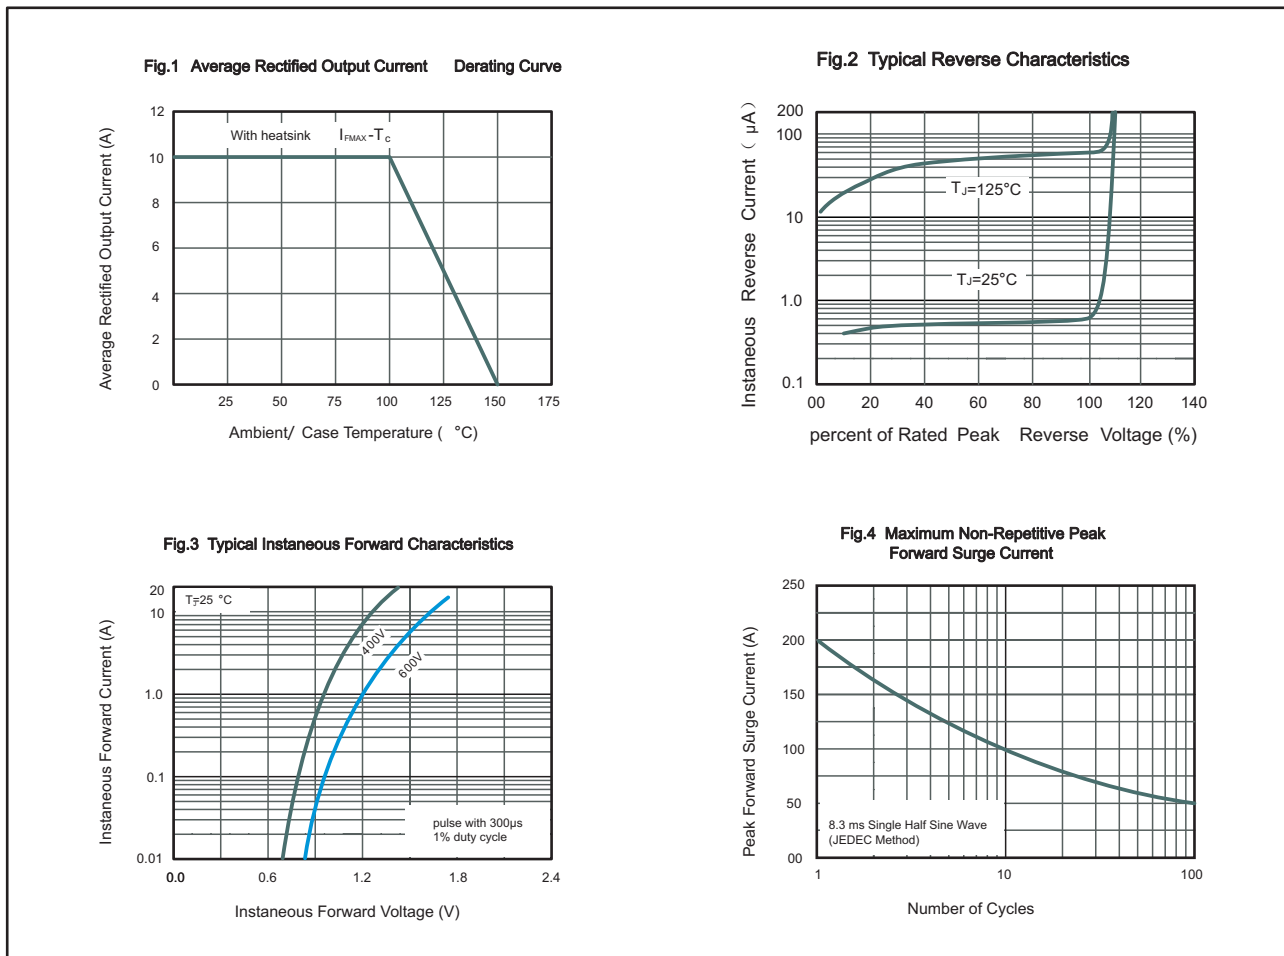 Fig.1 Average Rectified Output Current Derating Curve
12
10
8
6
4
2
0
With heatsink IFMAX-Tc
25 50 75 100 125 150 175
Average Rectified Output Current (A)
Ambient/ Case Temperature ( °C)
Fig.2 Typical Reverse Characteristics
200
100
10
1.0
0.1
TJ=125°C
TJ=25°C
00 20 40 60 80 100 120 140
Instaneous Reverse Current ( μA)
percent of Rated Peak Reverse Voltage (%)
Fig.3 Typical Instaneous Forward Characteristics
20
10
1.0
0.1
0.01
TJ=25 °C
400V
600V
pulse with 300μs
1% duty cycle
0.0 0.6 1.2 1.8 2.4
Instaneous Forward Current (A)
Instaneous Forward Voltage (V)
Fig.4 Maximum Non-Repetitive Peak
Forward Surge Current
250
200
150
100
50
00
8.3 ms Single Half Sine Wave
(JEDEC Method)
1 10 100
Peak Forward Surge Current (A)
Number of Cycles